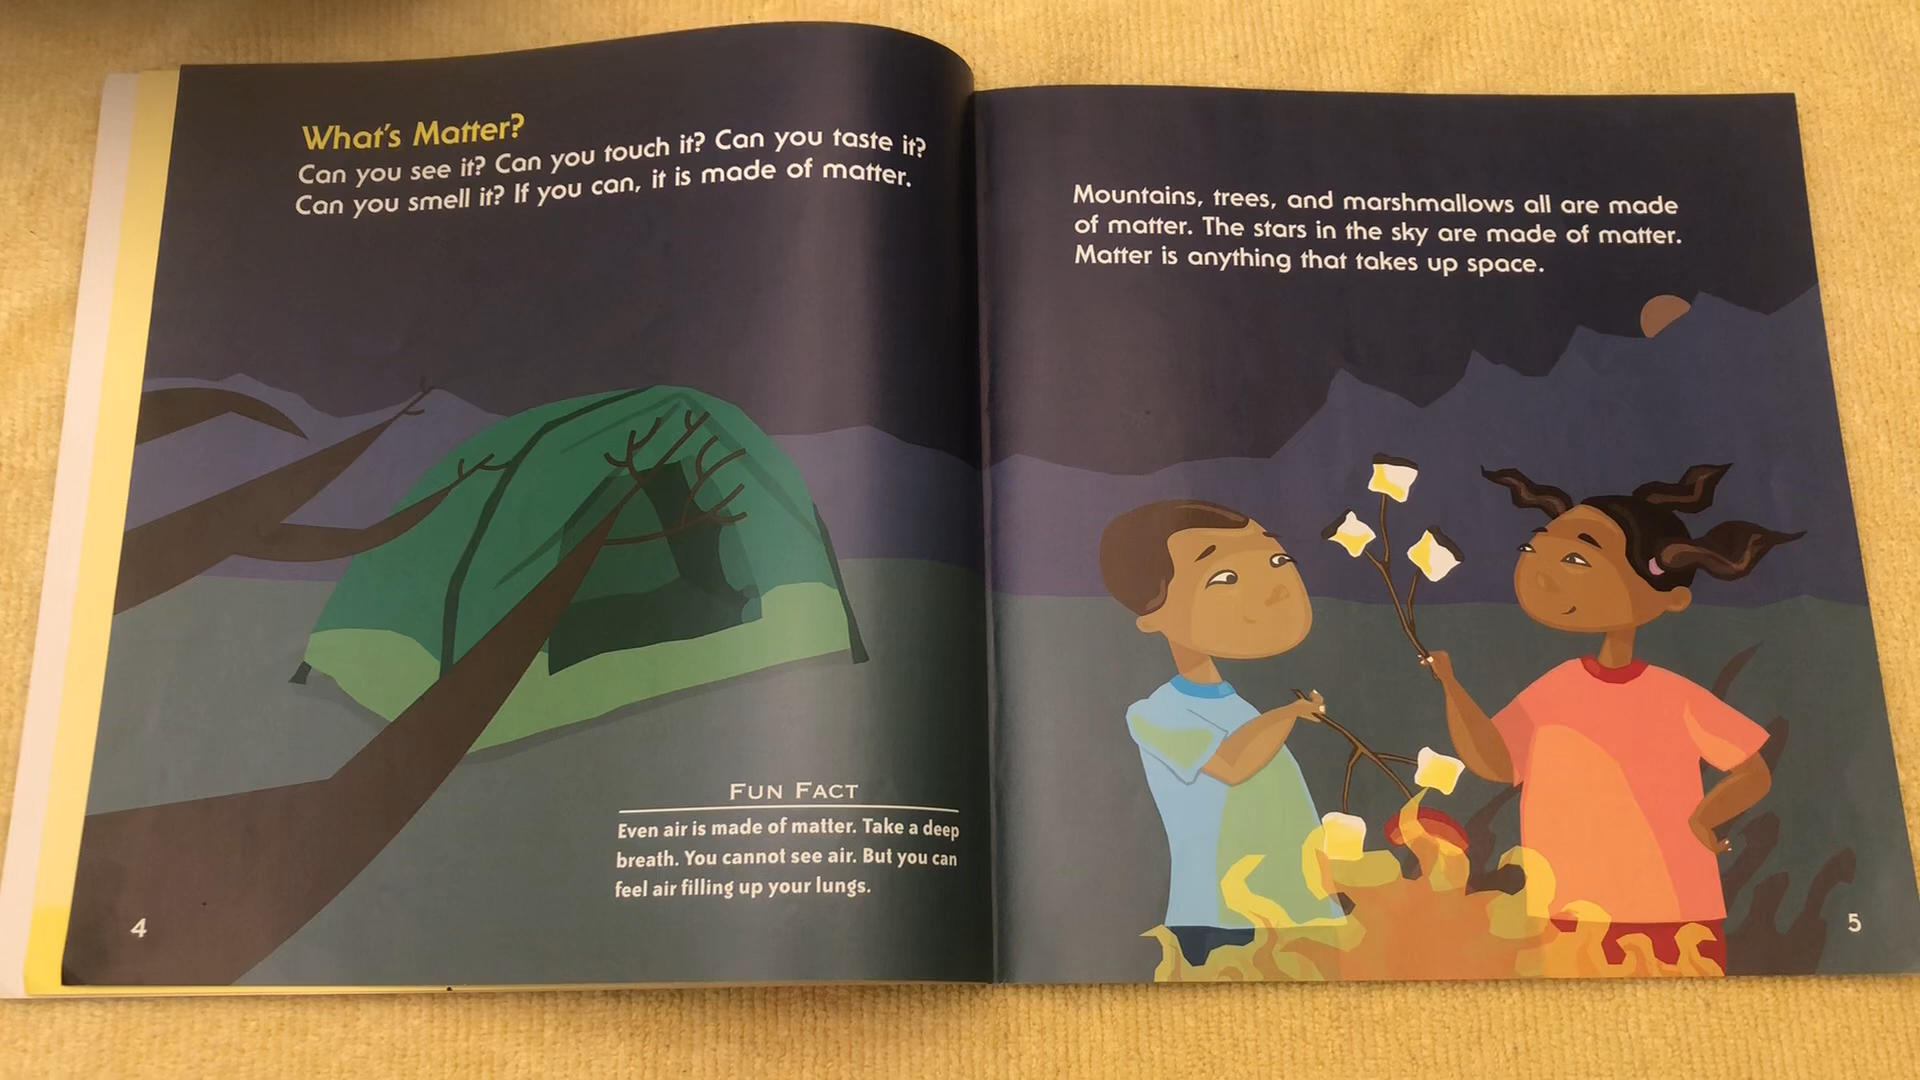 What's Matter?
Can you see it? Can you touch it? Can you taste it?
Can you smell it? If you can, it is made of matter.
FUN FACT
Even air is made of matter. Take a deep
breath. You cannot see air. But you can
feel air filling up your lungs.
4
Mountains, trees, and marshmallows all are made
of matter. The stars in the sky are made of matter.
Matter is anything that takes up space.
5